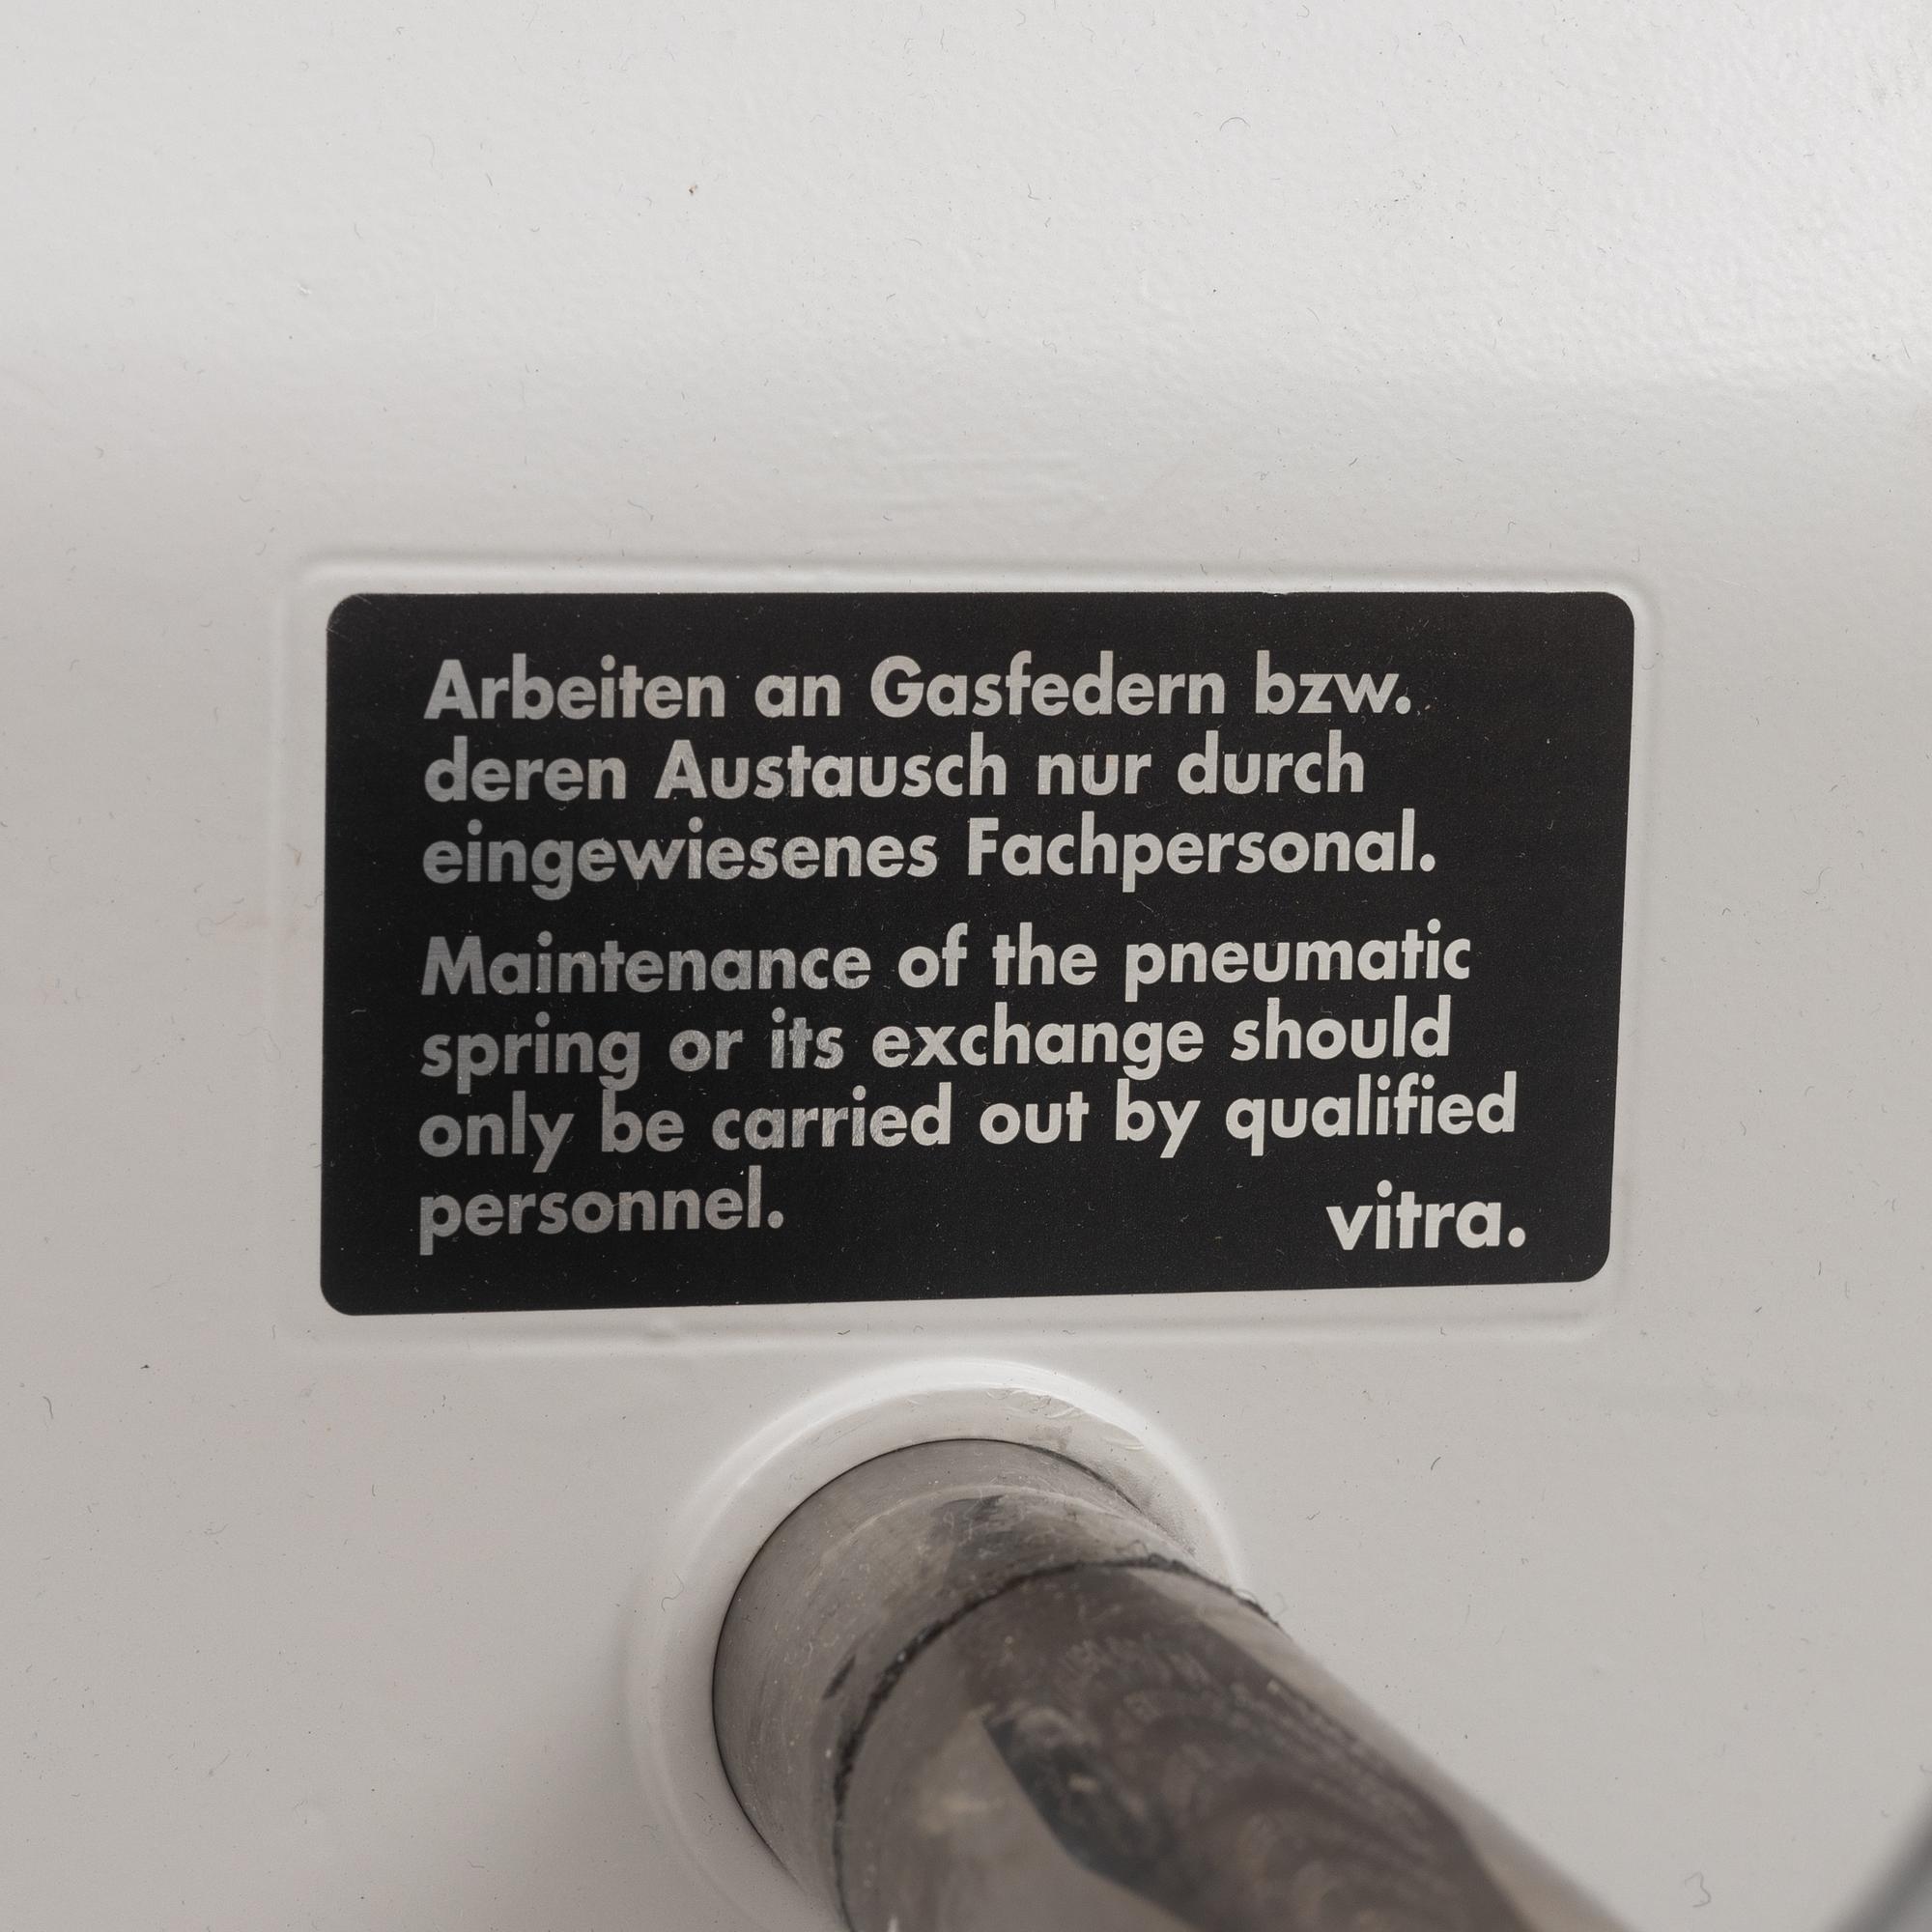 Arbeiten an Gasfedern bzw.
deren Austausch nur durch
eingewiesenes Fachpersonal.
Maintenance of the pneumatic
spring or its exchange should
only be carried out by qualified
personnel.
vitra.